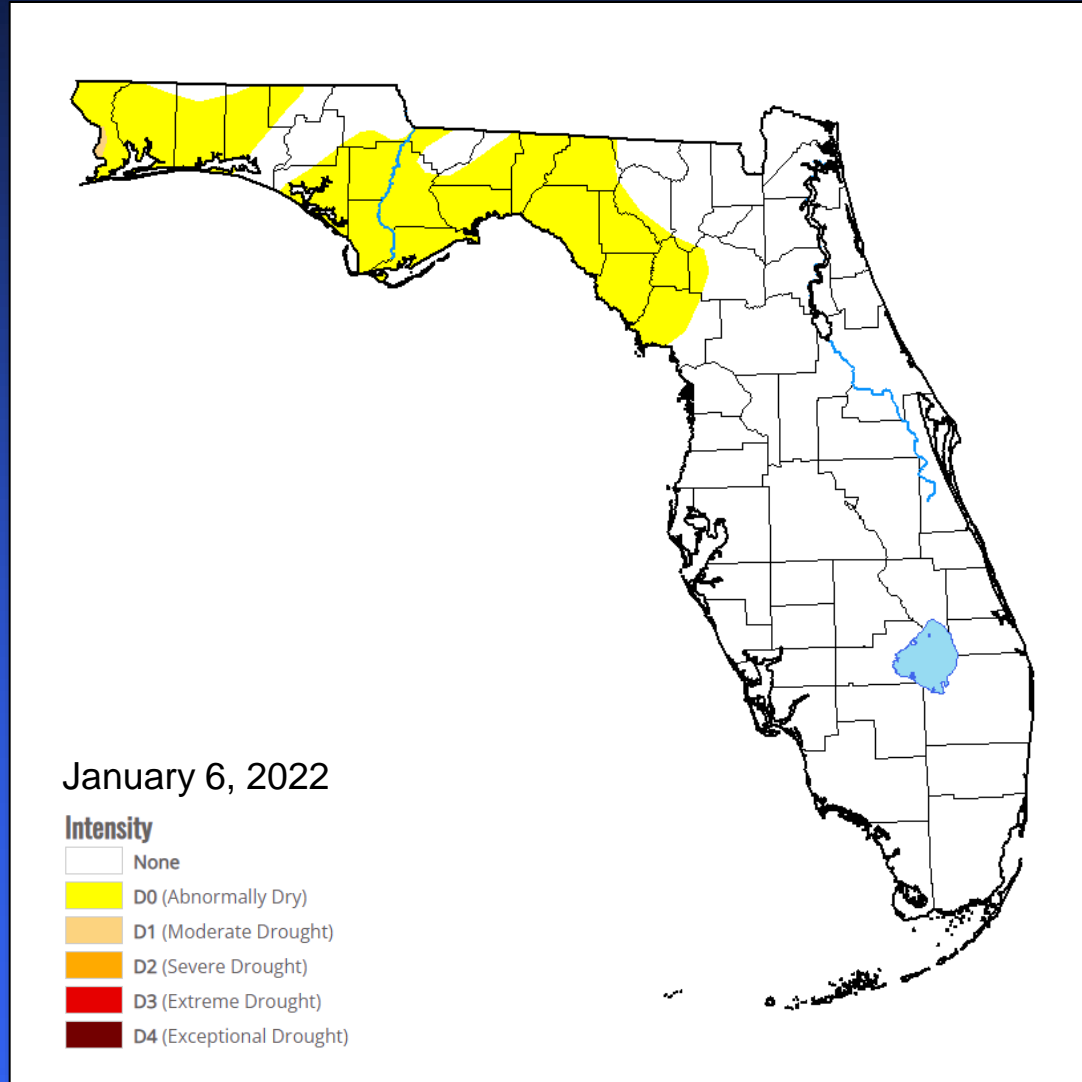 January 6, 2022
Intensity
None
D0 (Abnormally Dry)
D1 (Moderate Drought)
D2 (Severe Drought)
D3 (Extreme Drought)
D4 (Exceptional Drought)